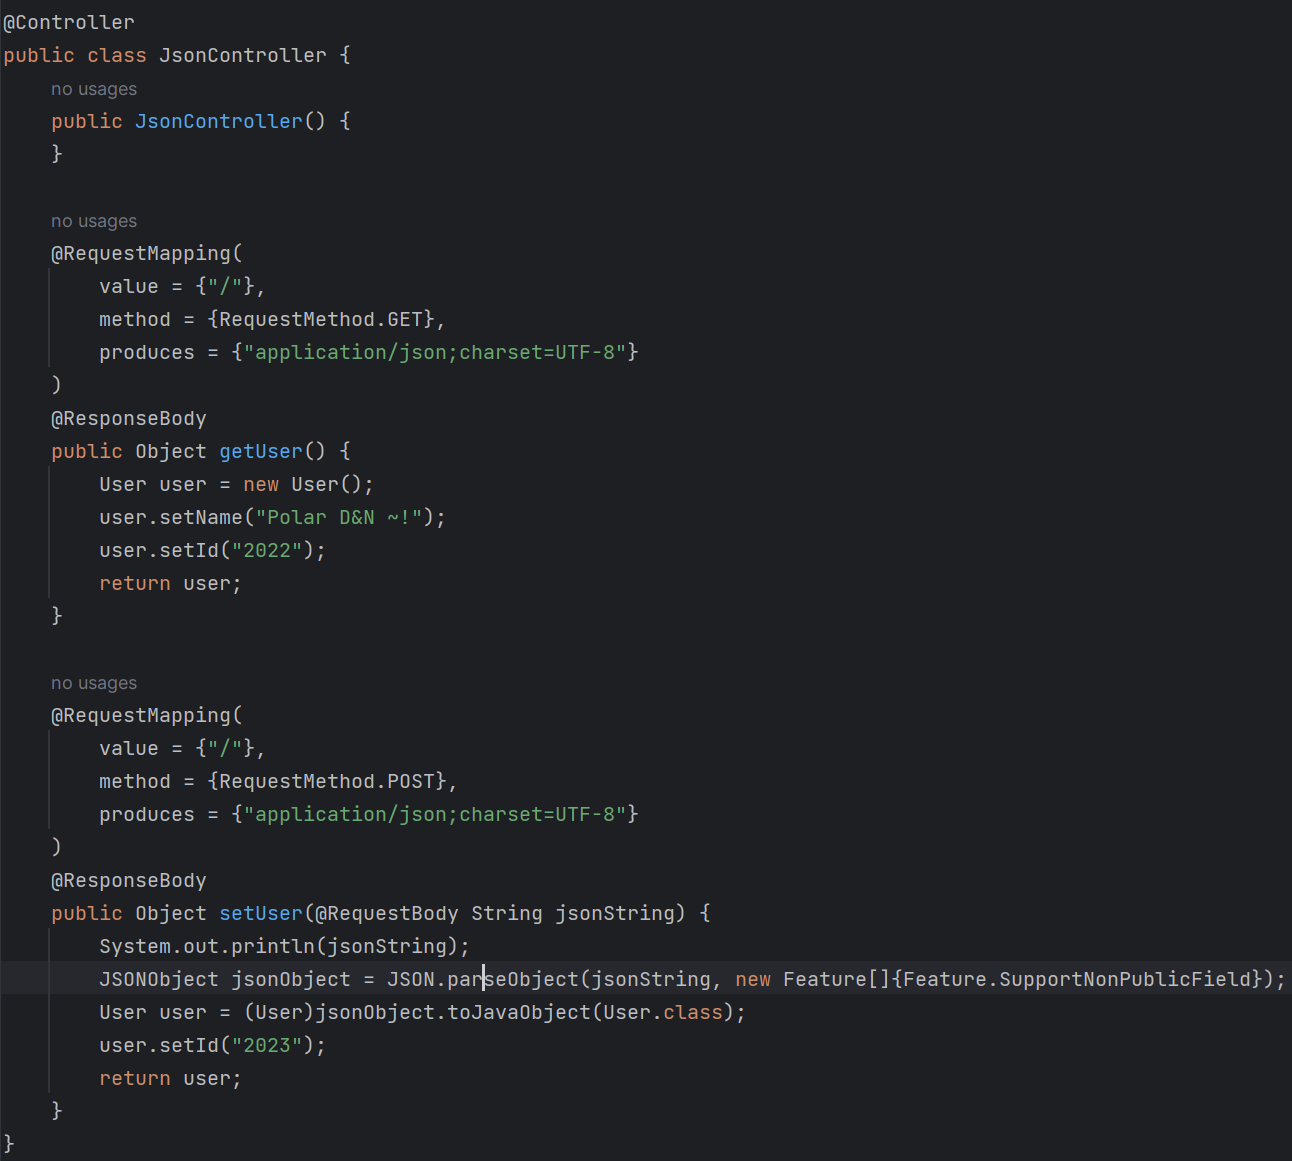 @Controller
public class JsonController {
    no usages
    public JsonController() {
    }

    no usages
    @RequestMapping(
        value = {"/"},
        method = {RequestMethod.GET},
        produces = {"application/json;charset=UTF-8"}
    )
    @ResponseBody
    public Object getUser() {
        User user = new User();
        user.setName("Polar D&N ~!");
        user.setId("2022");
        return user;
    }

    no usages
    @RequestMapping(
        value = {"/"},
        method = {RequestMethod.POST},
        produces = {"application/json;charset=UTF-8"}
    )
    @ResponseBody
    public Object setUser(@RequestBody String jsonString) {
        System.out.println(jsonString);
        JSONObject jsonObject = JSON.parseObject(jsonString, new Feature[]{Feature.SupportNonPublicField});
        User user = (User)jsonObject.toJavaObject(User.class);
        user.setId("2023");
        return user;
    }
}